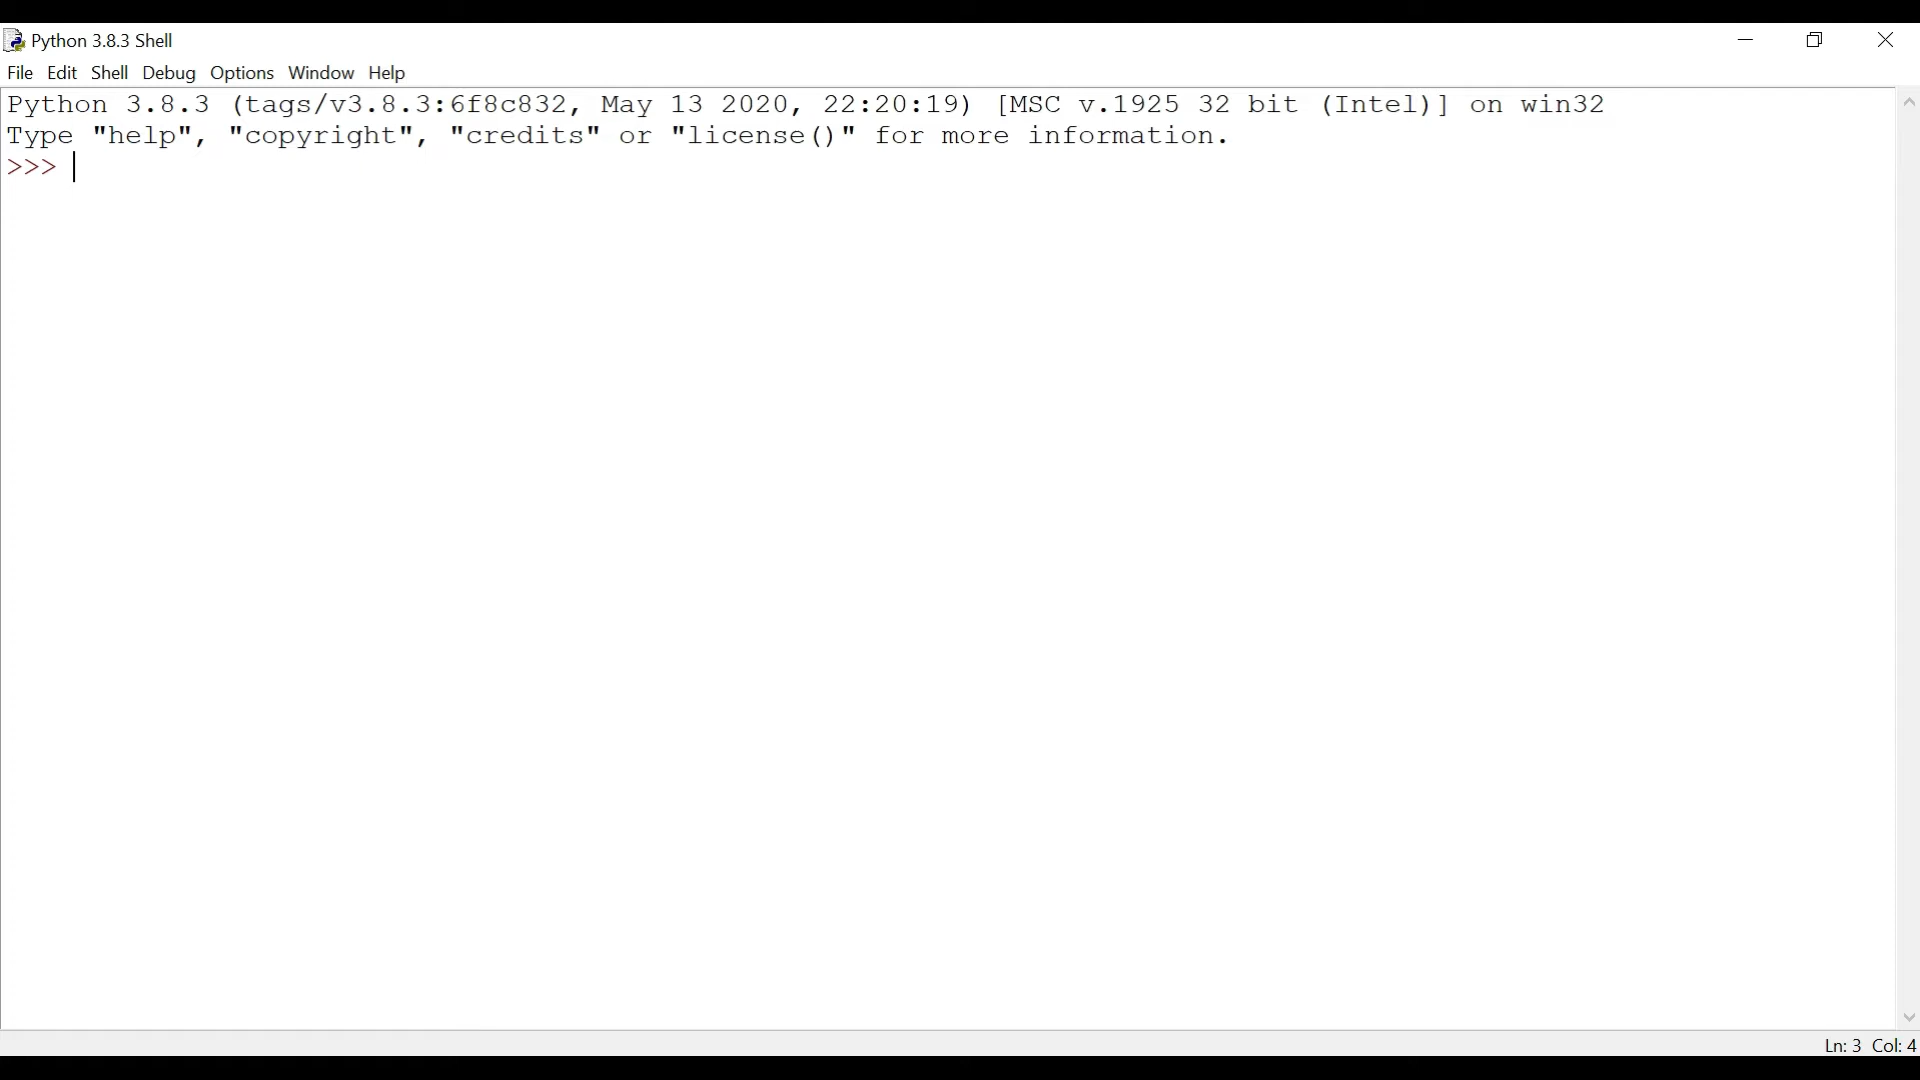 Python 3.8.3 Shell
File Edit Shell Debug Options Window Help
Python 3.8.3 (tags/v3.8.3:6f8c832, May 13 2020, 22:20:19) [MSC v.1925 32 bit (Intel)] on win32
Type "help", "copyright", "credits" or "license()" for more information.
>>>
Ln: 3 Col: 4